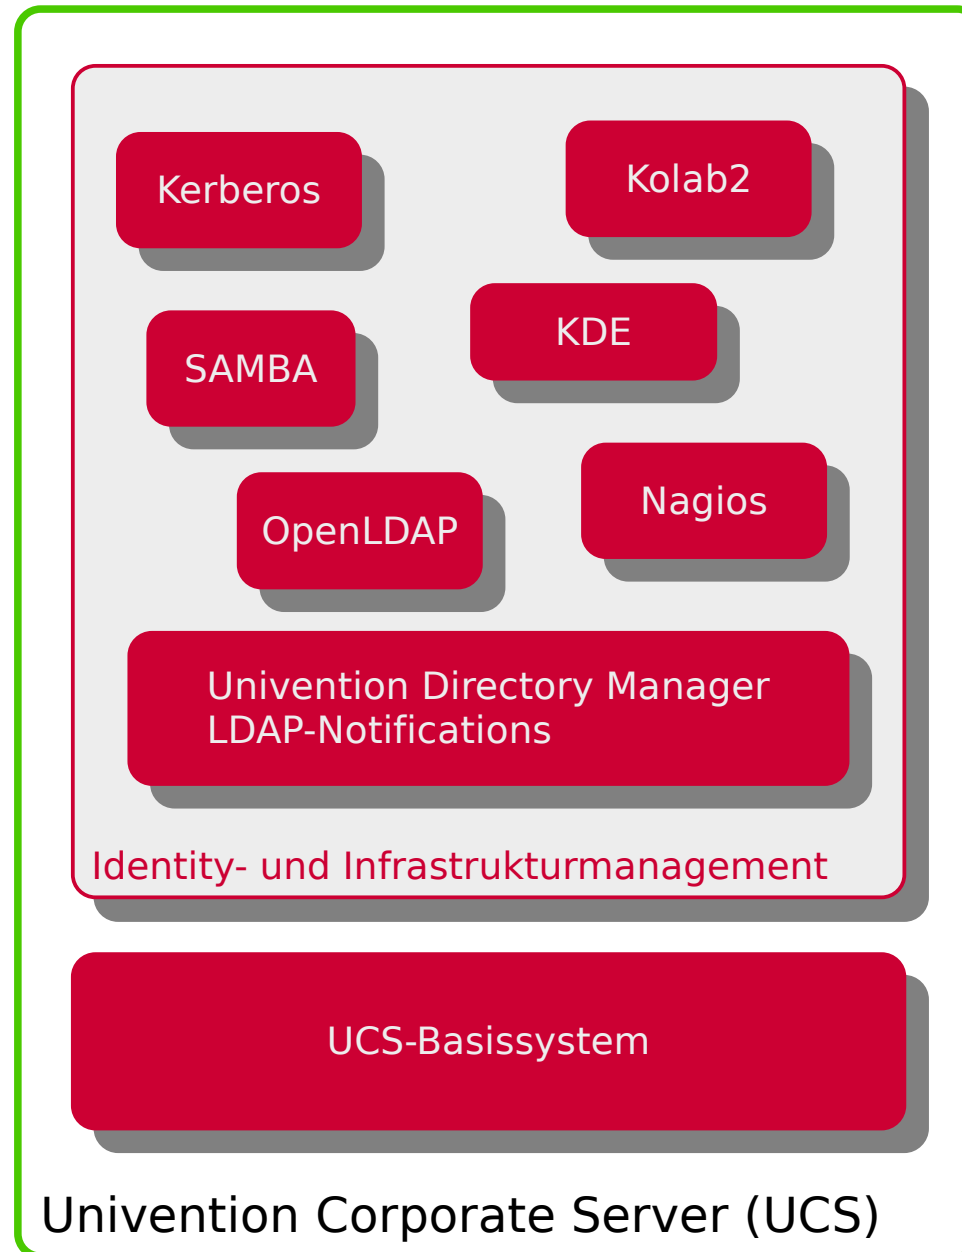 Kerberos
Kolab2
SAMBA
KDE
OpenLDAP
Nagios
Univention Directory Manager
LDAP-Notifications
Identity- und Infrastrukturmanagement
UCS-Basissystem
Univention Corporate Server (UCS)